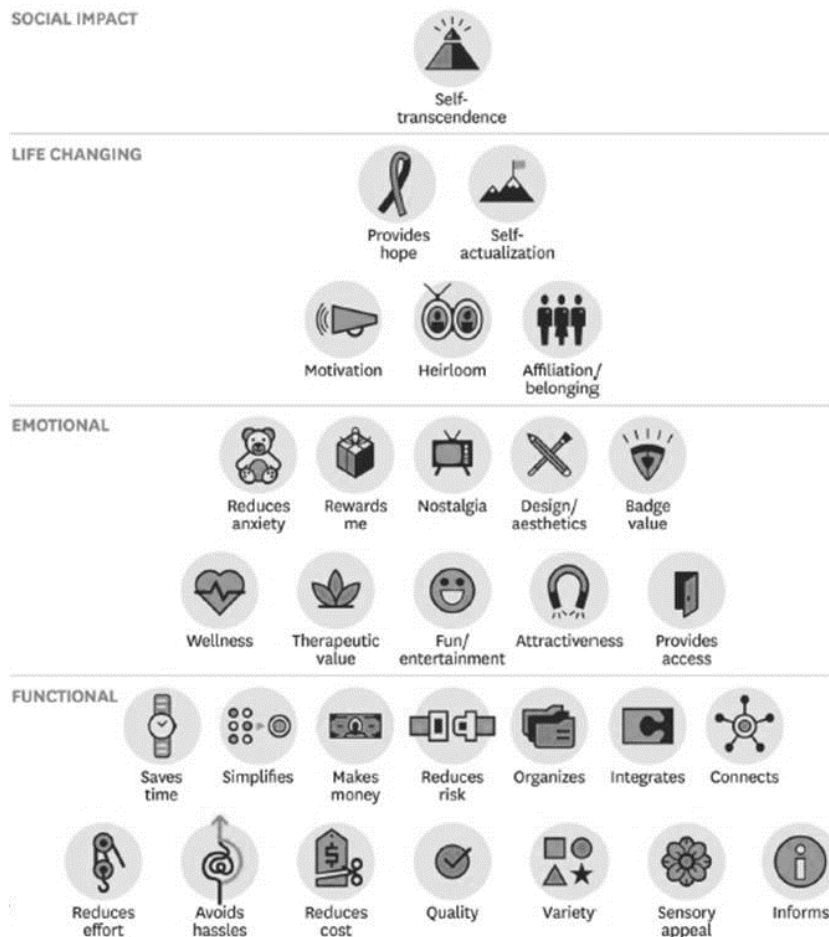 SOCIAL IMPACT
Self-
transcendence
LIFE CHANGING
Provides
hope
Self-
actualization
Motivation
Heirloom
Affiliation/
belonging
EMOTIONAL
Reduces
anxiety
Rewards
me
Nostalgia
Design/
aesthetics
Badge
value
Wellness
Therapeutic
value
Fun/
entertainment
Attractiveness
Provides
access
FUNCTIONAL
Saves
time
Simplifies
Makes
money
Reduces
risk
Organizes
Integrates
Connects
Reduces
effort
Avoids
hassles
$
Reduces
cost
Quality
Variety
Sensory
appeal
Informs